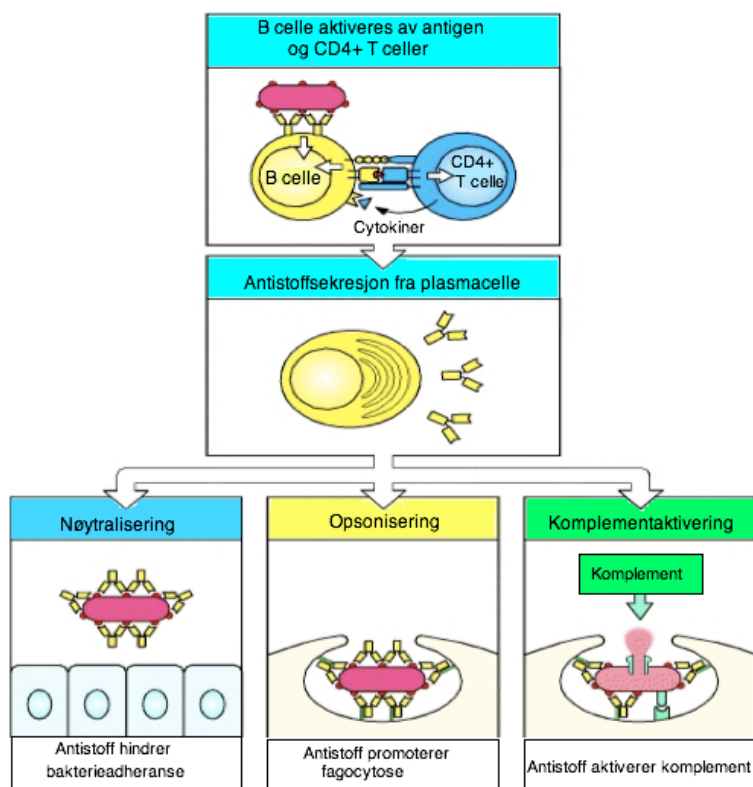 B celle aktiveres av antigen
og CD4+ T celler
B celle
CD4+
T celle
Cytokiner
Antistoffsekresjon fra plasmacelle
Nøytralisering
Opsonisering
Komplementaktivering
Komplement
Antistoff hindrer
bakterieadheranse
Antistoff promoterer
fagocytose
Antistoff aktiverer komplement